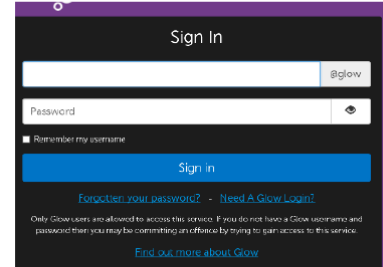 Sign In
@glow
Password
Remember my username
Sign in
Forgotten your password? - Need A Glow Login?
Only Glow users are allowed to access this service. If you do not have a Glow username and
password then you may be committing an offence by trying to gain access to this service.
Find out more about Glow